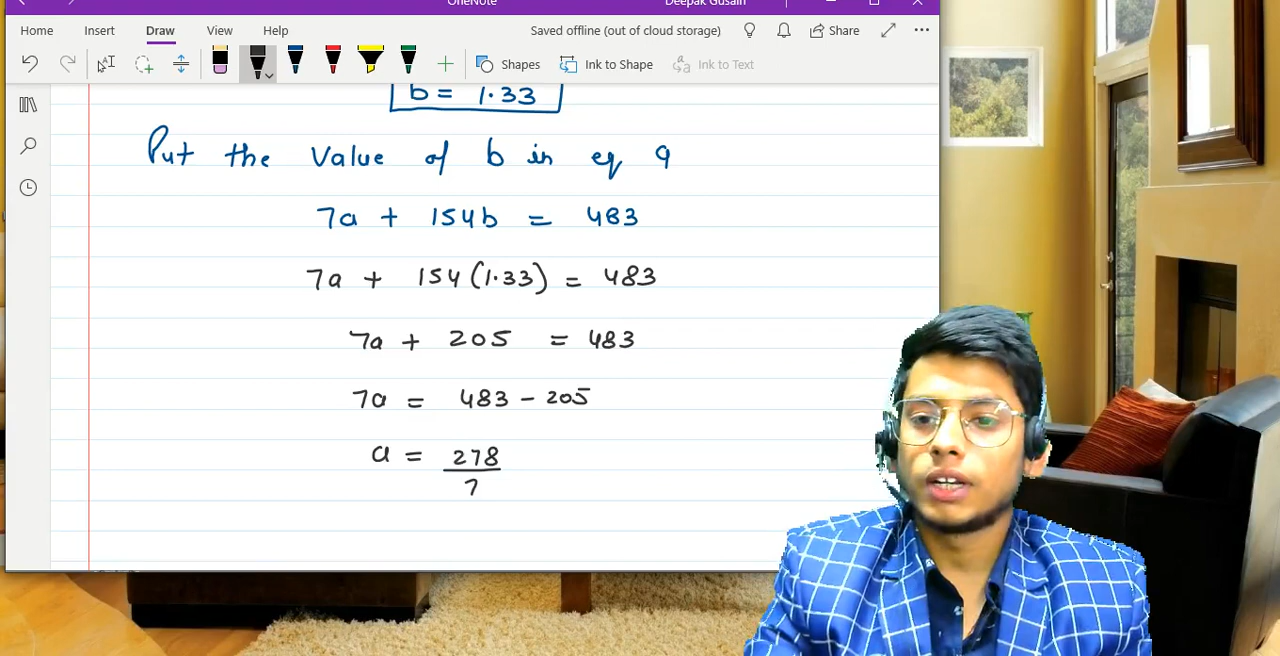 OneNote
Deepak Gusain
Home Insert Draw View Help
Saved offline (out of cloud storage) Share
Shapes Ink to Shape Ink to Text
b = 1.33
Put the Value of b in eq 9
7a + 154b = 483
7a + 154(1.33) = 483
7a + 205 = 483
7a = 483 - 205
a = 278
7